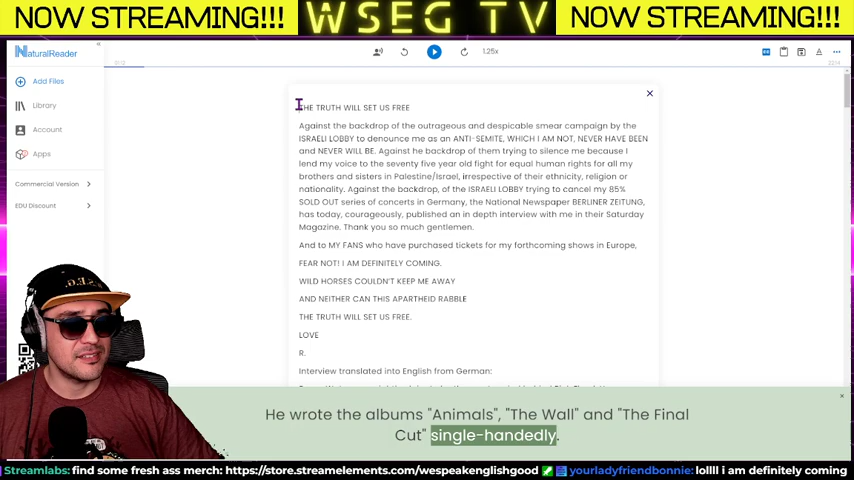 NOW STREAMING!!! WSEG TV NOW STREAMING!!!
NaturalReader
1.25x
Add Files
Library
Account
Apps
Commercial Version
EDU Discount
THE TRUTH WILL SET US FREE
Against the backdrop of the outrageous and despicable smear campaign by the
ISRAELI LOBBY to denounce me as an ANTI-SEMITE, WHICH I AM NOT, NEVER HAVE BEEN
and NEVER WILL BE. Against he backdrop of them trying to silence me because I
lend my voice to the seventy five year old fight for equal human rights for all my
brothers and sisters in Palestine/Israel, irrespective of their ethnicity, religion or
nationality. Against the backdrop, of the ISRAELI LOBBY trying to cancel my 85%
SOLD OUT series of concerts in Germany, the National Newspaper BERLINER ZEITUNG,
has today, courageously, published an in depth interview with me in their Saturday
Magazine. Thank you so much gentlemen.
And to MY FANS who have purchased tickets for my forthcoming shows in Europe,
FEAR NOT! I AM DEFINITELY COMING.
WILD HORSES COULDN'T KEEP ME AWAY
AND NEITHER CAN THIS APARTHEID RABBLE
THE TRUTH WILL SET US FREE.
LOVE
R.
Interview translated into English from German:
He wrote the albums "Animals", "The Wall" and "The Final
Cut" single-handedly.
Streamlabs: find some fresh ass merch: https://store.streamelements.com/wespeakenglishgood yourladyfriendbonnie: lollll i am definitely coming